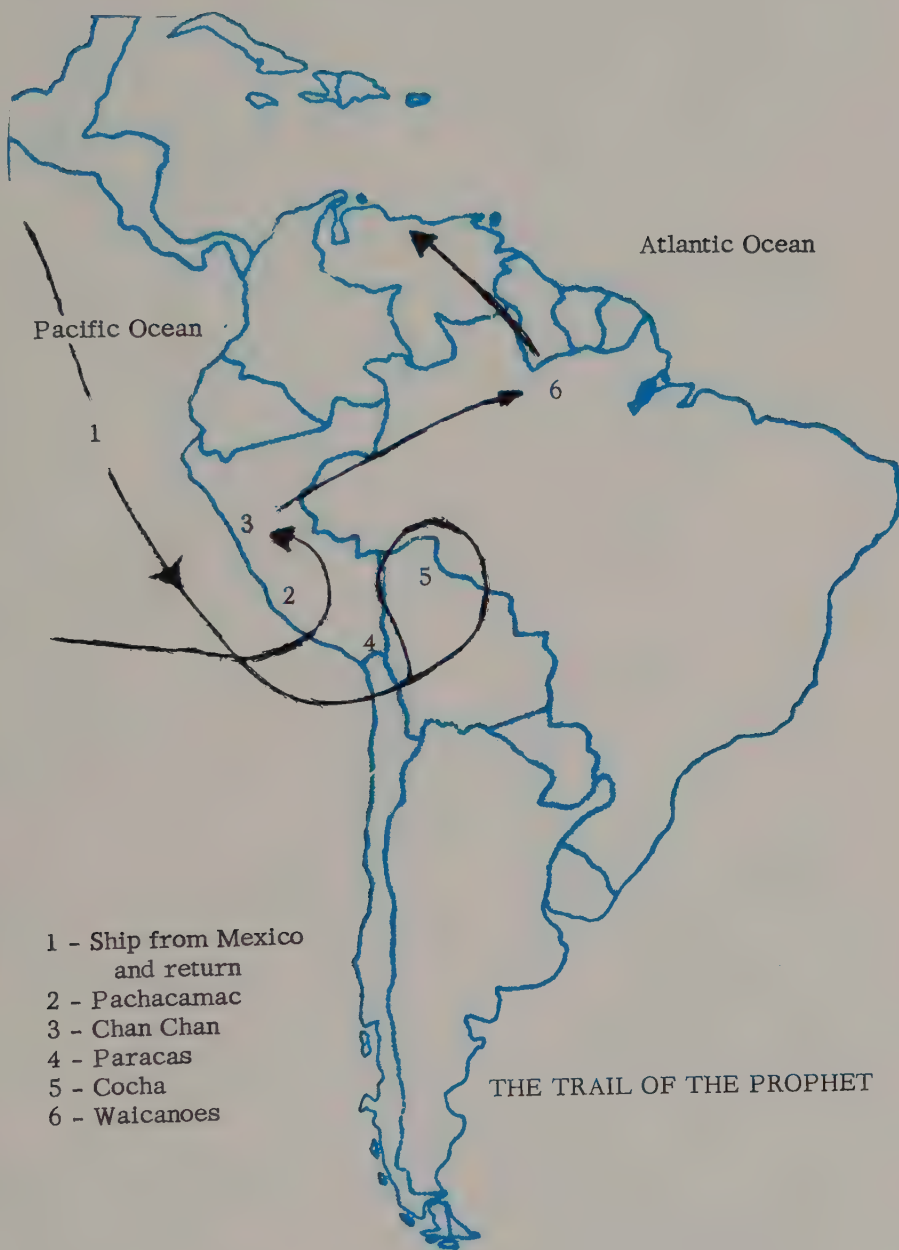 Atlantic Ocean
Pacific Ocean
6
1
3
5
2
4
1 - Ship from Mexico
and return
2 - Pachacamac
3 - Chan Chan
4 - Paracas
5 - Cocha
6 - Waicanoes
THE TRAIL OF THE PROPHET